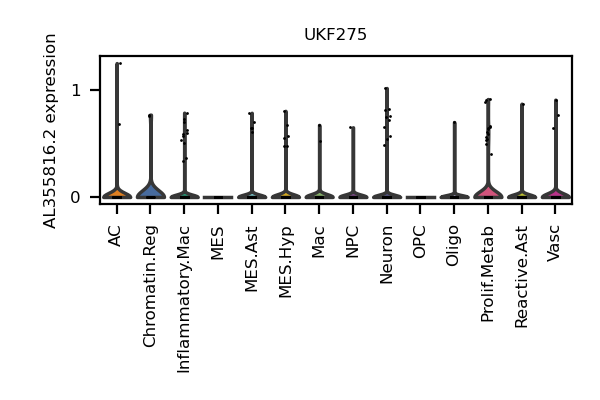 UKF275
AL355816.2 expression
1
0
AC
Chromatin.Reg
Inflammatory.Mac
MES
MES.Ast
MES.Hyp
Mac
NPC
Neuron
OPC
Oligo
Prolif.Metab
Reactive.Ast
Vasc